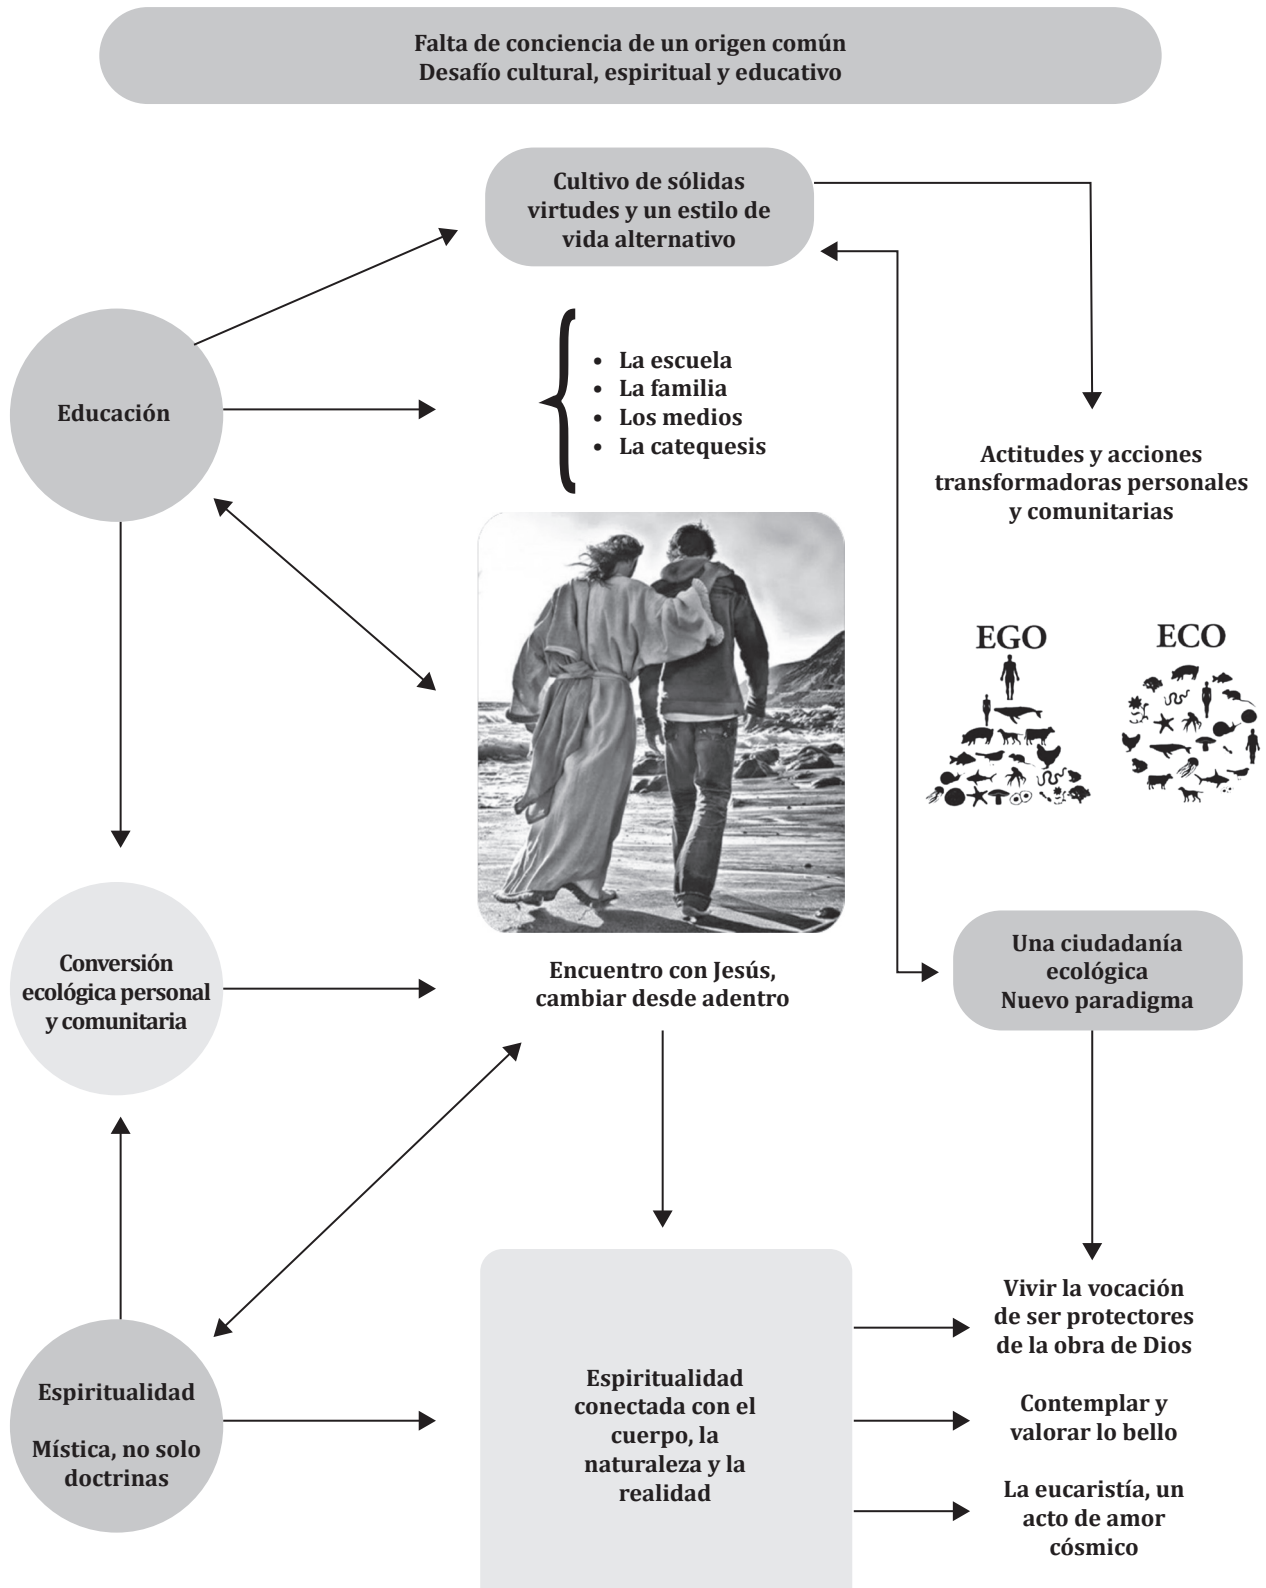 Falta de conciencia de un origen común
Desafío cultural, espiritual y educativo
Cultivo de sólidas
virtudes y un estilo de
vida alternativo
Educación
• La escuela
• La familia
• Los medios
• La catequesis
Actitudes y acciones
transformadoras personales
y comunitarias
EGO
ECO
Conversión
ecológica personal
y comunitaria
Encuentro con Jesús,
cambiar desde adentro
Una ciudadanía
ecológica
Nuevo paradigma
Espiritualidad
Mística, no solo
doctrinas
Espiritualidad
conectada con el
cuerpo, la
naturaleza y la
realidad
Vivir la vocación
de ser protectores
de la obra de Dios
Contemplar y
valorar lo bello
La eucaristía, un
acto de amor
cósmico